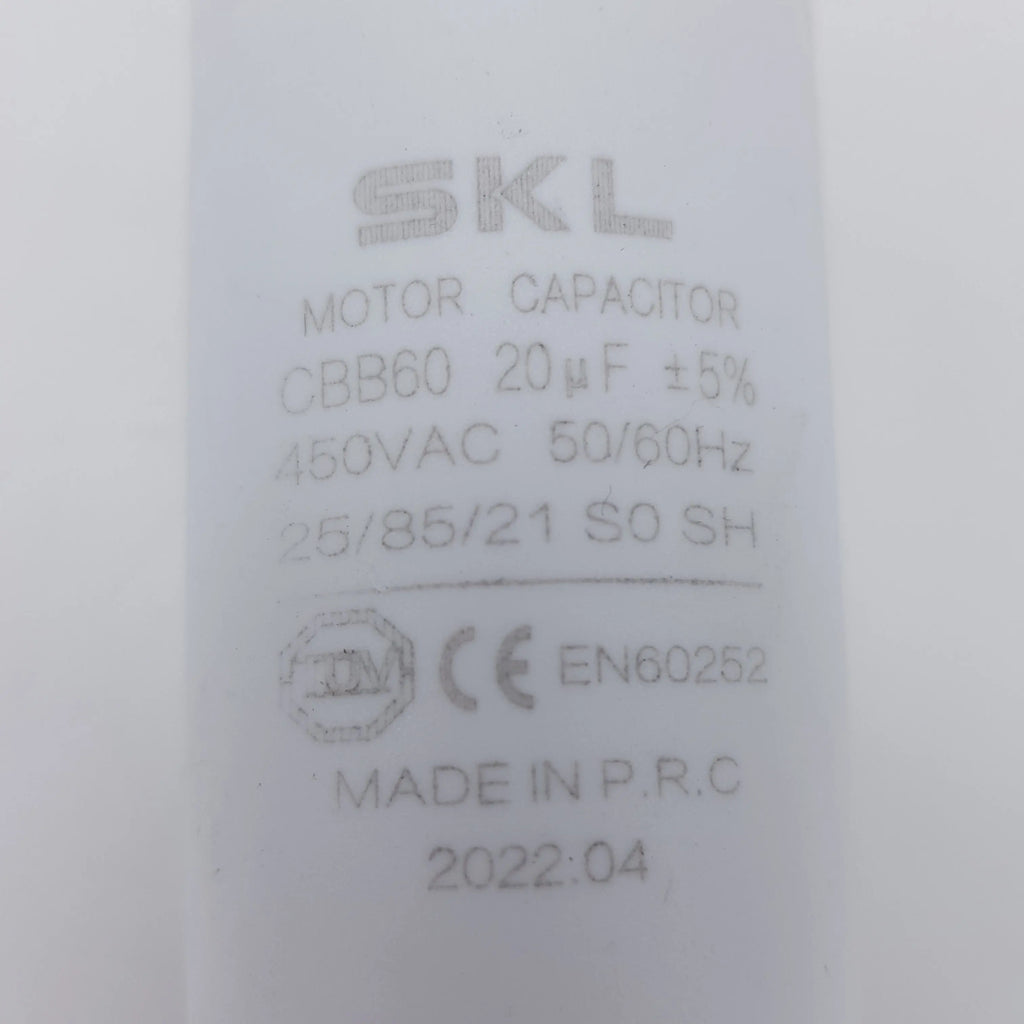 SKL
MOTOR CAPACITOR
CBB60 20μF ±5%
450VAC 50/60Hz
25/85/21 S0 SH
CE EN60252
MADE IN P.R.C
2022.04